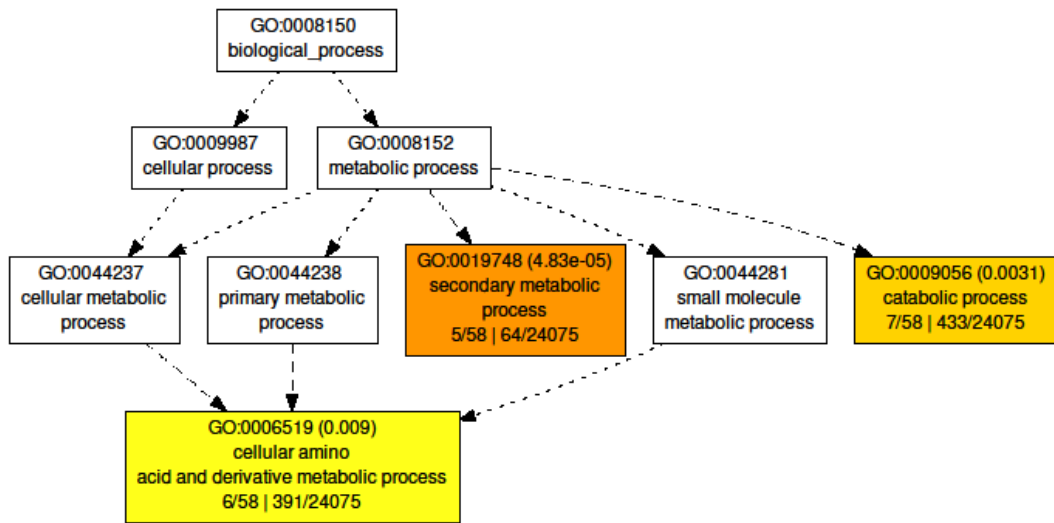 GO:0008150
biological_process
GO:0009987
cellular process
GO:0008152
metabolic process
GO:0044237
cellular metabolic
process
GO:0044238
primary metabolic
process
GO:0019748 (4.83e-05)
secondary metabolic
process
5/58 | 64/24075
GO:0044281
small molecule
metabolic process
GO:0009056 (0.0031)
catabolic process
7/58 | 433/24075
GO:0006519 (0.009)
cellular amino
acid and derivative metabolic process
6/58 | 391/24075